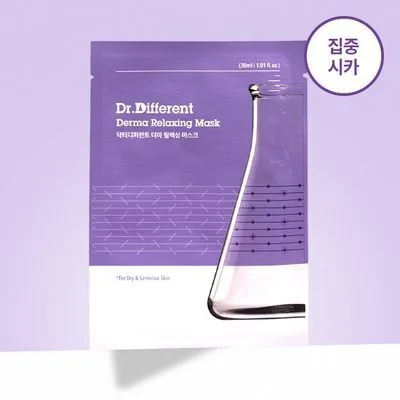 집중
시카
(30ml / 1.01 fl.oz.)
Dr.Different
Derma Relaxing Mask
닥터디퍼런트 더마 릴렉싱 마스크
*For Dry & Sensitive Skin